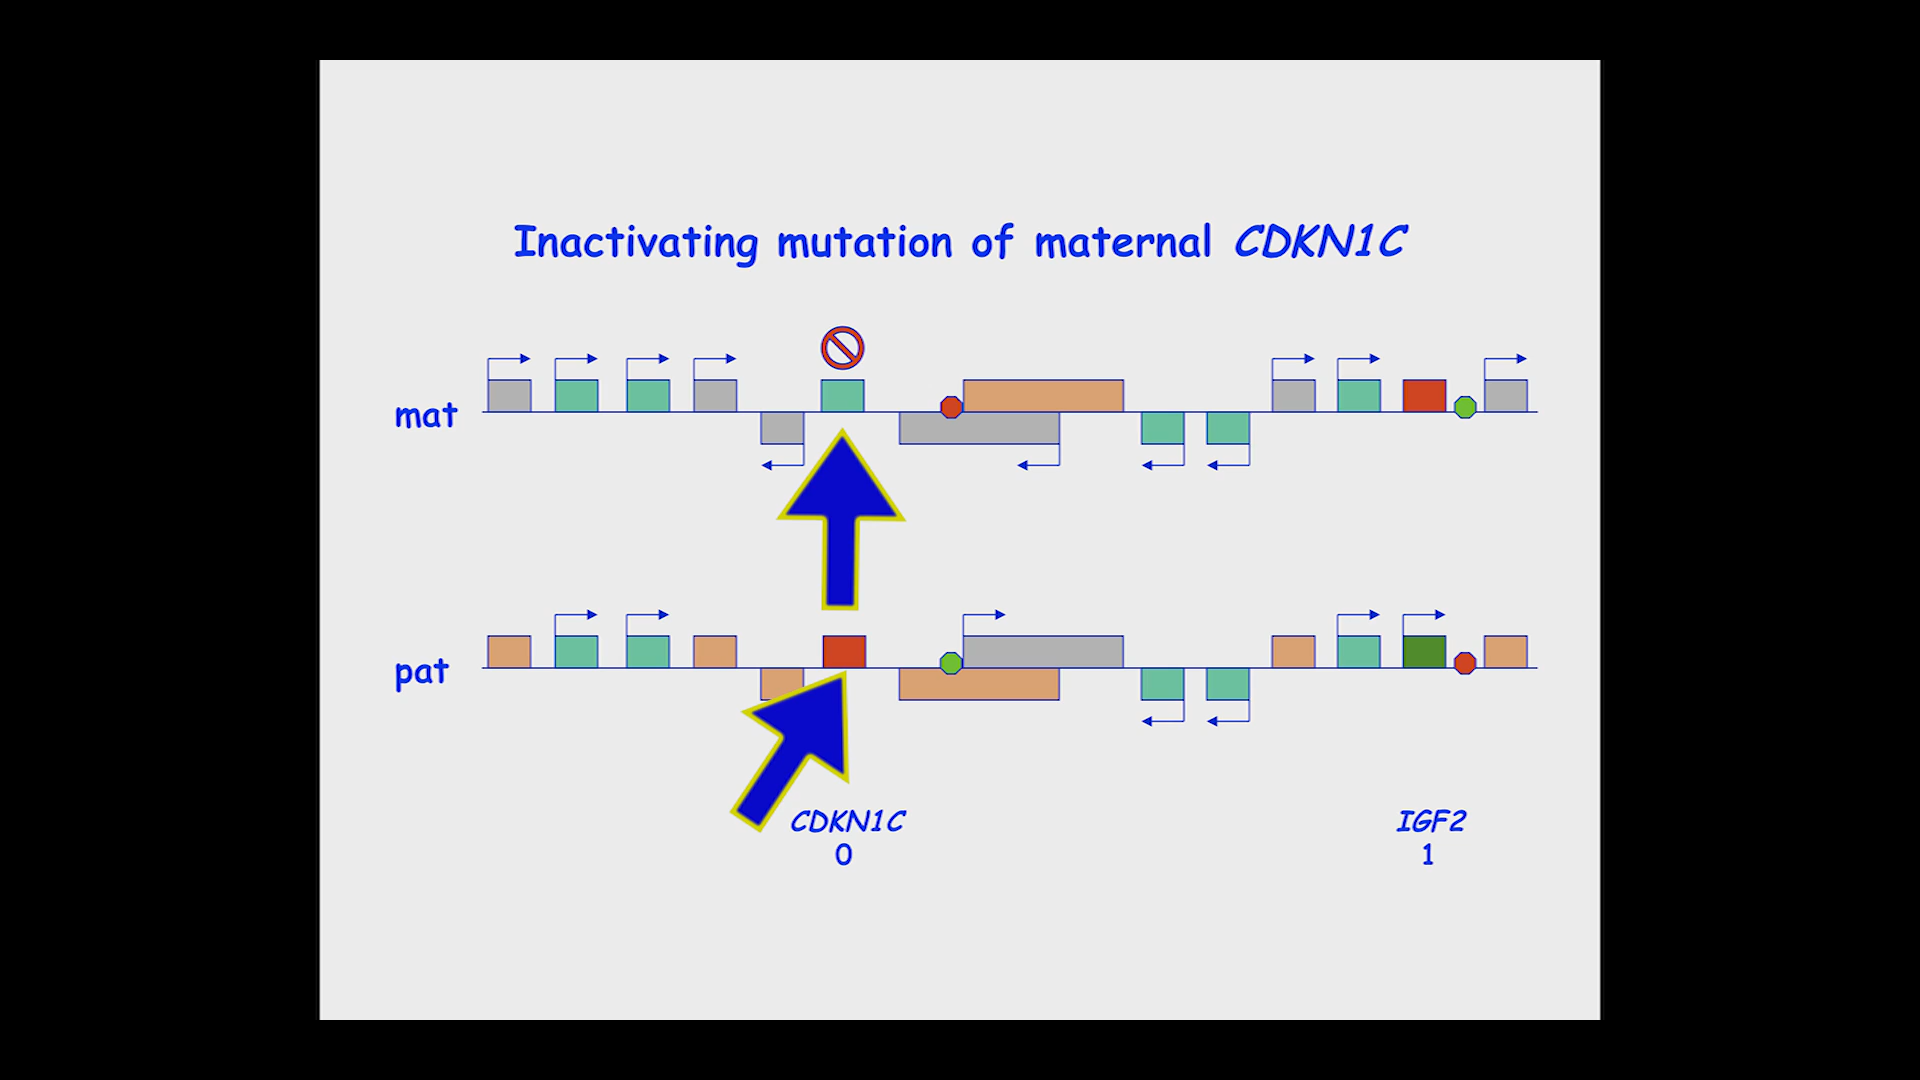 Inactivating mutation of maternal CDKN1C
mat
pat
CDKN1C IGF2
0 1